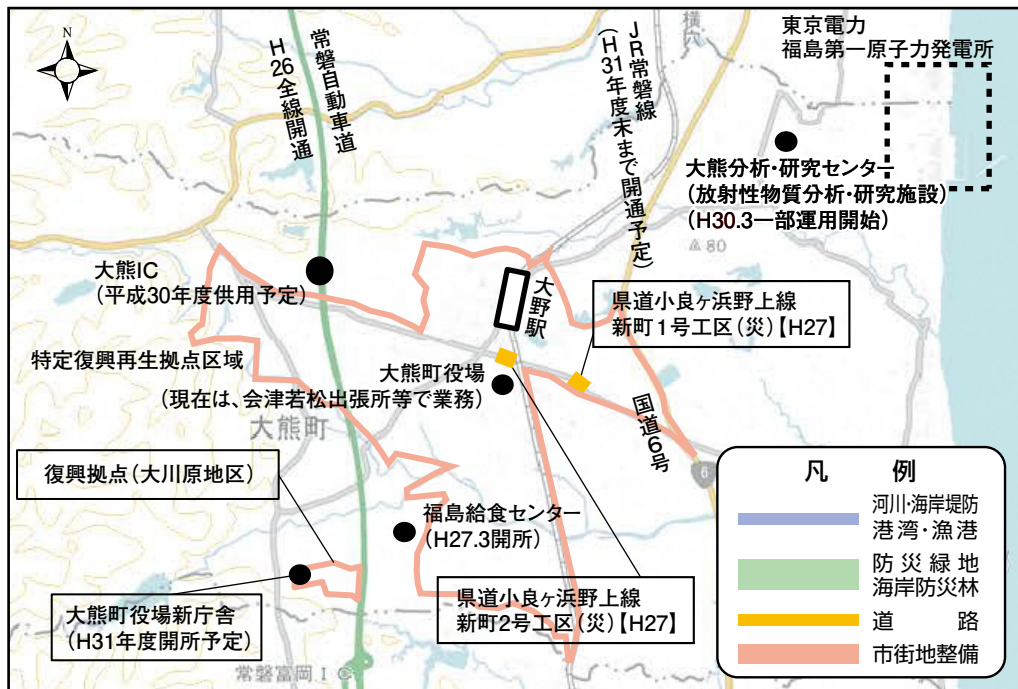 N
常磐自動車道
H26全線開通
JR常磐線
(H31年度末まで開通予定)
横穴
東京電力
福島第一原子力発電所
大熊分析・研究センター
(放射性物質分析・研究施設)
(H30.3一部運用開始)
80
大熊IC
(平成30年度供用予定)
大野駅
県道小良ヶ浜野上線
新町1号工区(災)【H27】
特定復興再生拠点区域
大熊町役場
(現在は、会津若松出張所等で業務)
大熊町
国道6号
6
復興拠点(大川原地区)
福島給食センター
(H27.3開所)
大熊町役場新庁舎
(H31年度開所予定)
県道小良ヶ浜野上線
新町2号工区(災)【H27】
常磐富岡IC
凡例
河川・海岸堤防
港湾・漁港
防災緑地
海岸防災林
道路
市街地整備